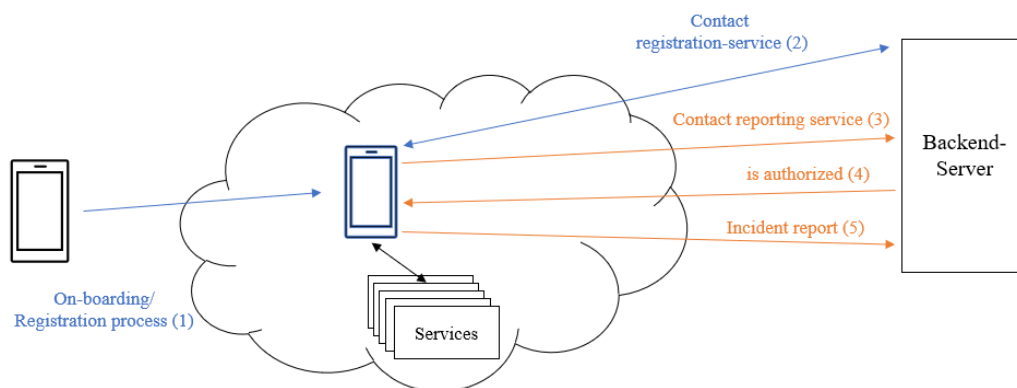 Contact
registration-service (2)
Contact reporting service (3)
is authorized (4)
Incident report (5)
Backend-
Server
On-boarding/
Registration process (1)
Services